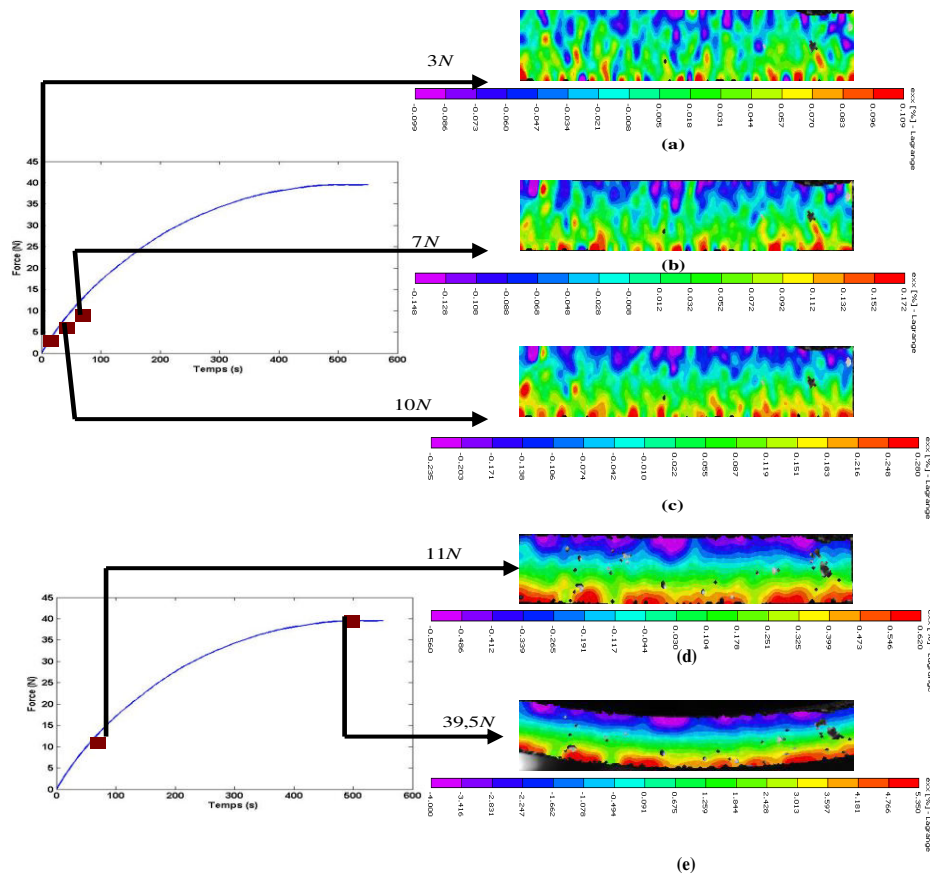 3N
-0.099 -0.086 -0.073 -0.060 -0.047 -0.034 -0.021 -0.008 0.005 0.018 0.031 0.044 0.057 0.070 0.083 0.096 0.109
exx [%] - Lagrange
(a)
45
40
35
30
25
20
15
10
5
0
Force (N)
0 100 200 300 400 500 600
Temps (s)
7N
(b)
-0.148 -0.128 -0.108 -0.088 -0.068 -0.048 -0.028 -0.008 0.012 0.032 0.052 0.072 0.092 0.112 0.132 0.152 0.172
exx [%] - Lagrange
10N
-0.235 -0.203 -0.171 -0.138 -0.106 -0.074 -0.042 -0.010 0.022 0.055 0.087 0.119 0.151 0.183 0.216 0.248 0.280
exx [%] - Lagrange
(c)
11N
-0.560 -0.486 -0.412 -0.339 -0.265 -0.191 -0.117 -0.044 0.030 0.104 0.178 0.251 0.325 0.399 0.473 0.546 0.620
- Lagrange
(d)
45
40
35
30
25
20
15
10
5
0
Force (N)
0 100 200 300 400 500 600
Temps (s)
39,5N
-4.000 -3.416 -2.831 -2.247 -1.662 -1.078 -0.494 0.091 0.675 1.259 1.844 2.428 3.013 3.597 4.181 4.766 5.350
exx [%] - Lagrange
(e)